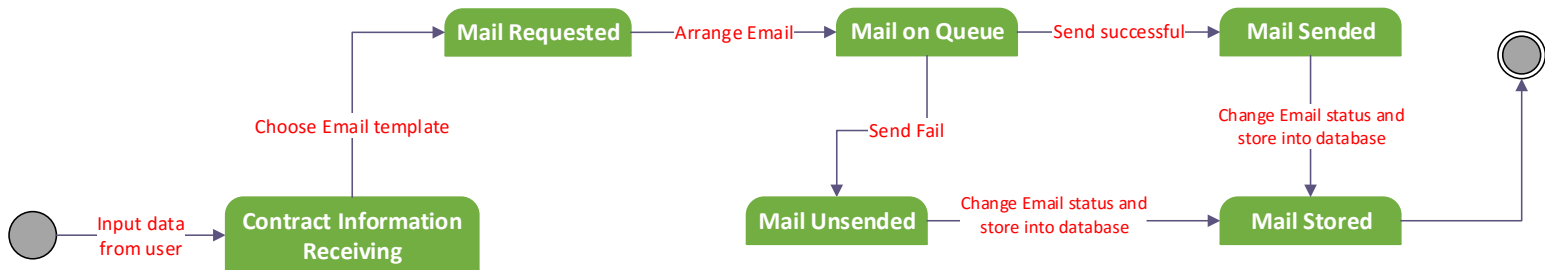 Mail Requested
Arrange Email
Mail on Queue
Send successful
Mail Sended
Choose Email template
Send Fail
Change Email status and
store into database
Input data
from user
Contract Information
Receiving
Mail Unsended
Change Email status and
store into database
Mail Stored